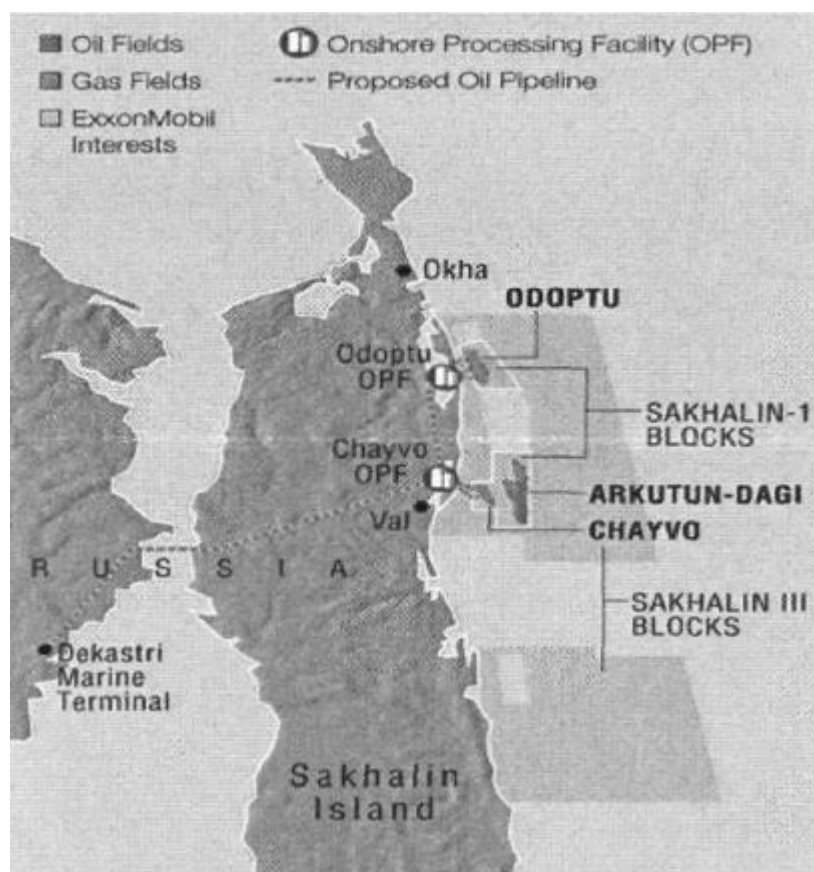 Oil Fields
Gas Fields
ExxonMobil
Interests
Onshore Processing Facility (OPF)
Proposed Oil Pipeline
Okha
ODOPTU
Odoptu
OPF
SAKHALIN-1
BLOCKS
Chayvo
OPF
ARKUTUN-DAGI
Val
CHAYVO
RUSSIA
SAKHALIN III
BLOCKS
Dekastri
Marine
Terminal
Sakhalin
Island